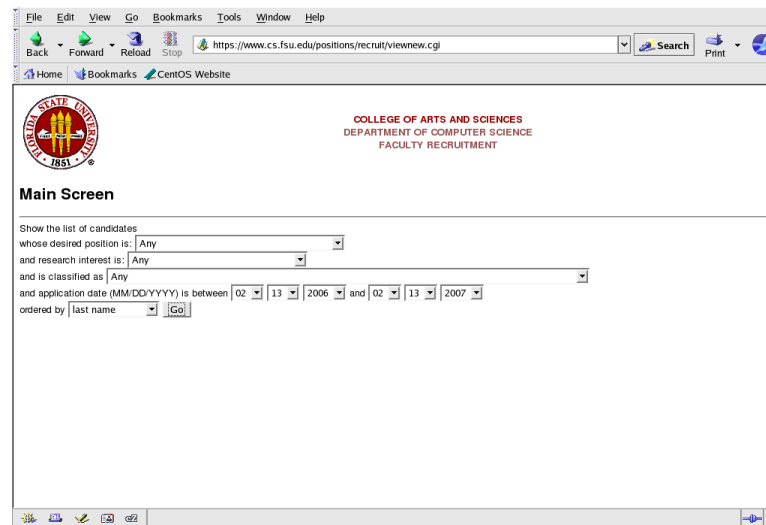 File Edit View Go Bookmarks Tools Window Help
Back Forward Reload Stop https://www.cs.fsu.edu/positions/recruit/viewnew.cgi Search Print
Home Bookmarks CentOS Website
FLORIDA STATE UNIVERSITY
1851
COLLEGE OF ARTS AND SCIENCES
DEPARTMENT OF COMPUTER SCIENCE
FACULTY RECRUITMENT
Main Screen
Show the list of candidates
whose desired position is: Any
and research interest is: Any
and is classified as Any
and application date (MM/DD/YYYY) is between 02 13 2006 and 02 13 2007
ordered by last name Go